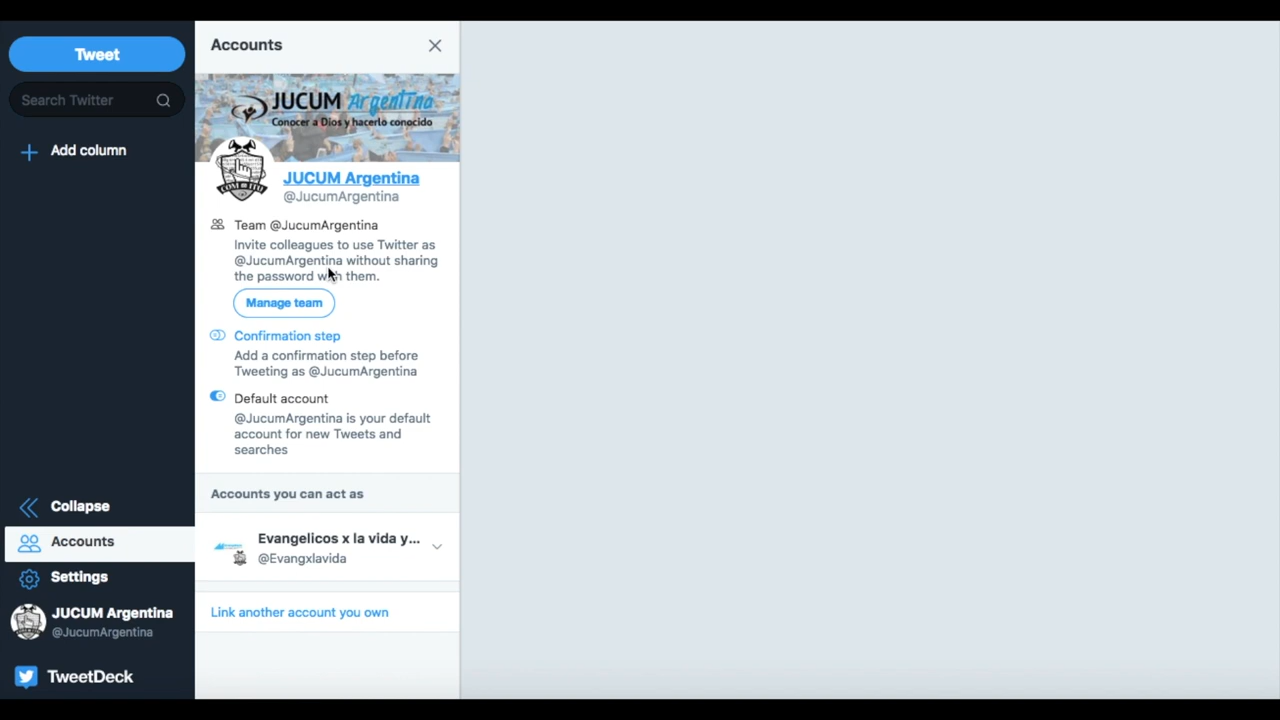 Tweet
Search Twitter
Add column
Collapse
Accounts
Settings
JUCUM Argentina
@JucumArgentina
TweetDeck
Accounts
JUCUM Argentina
Conocer a Dios y hacerlo conocido
JUCUM Argentina
@JucumArgentina
Team @JucumArgentina
Invite colleagues to use Twitter as
@JucumArgentina without sharing
the password with them.
Manage team
Confirmation step
Add a confirmation step before
Tweeting as @JucumArgentina
Default account
@JucumArgentina is your default
account for new Tweets and
searches
Accounts you can act as
Evangelicos x la vida y...
@Evangxlavida
Link another account you own